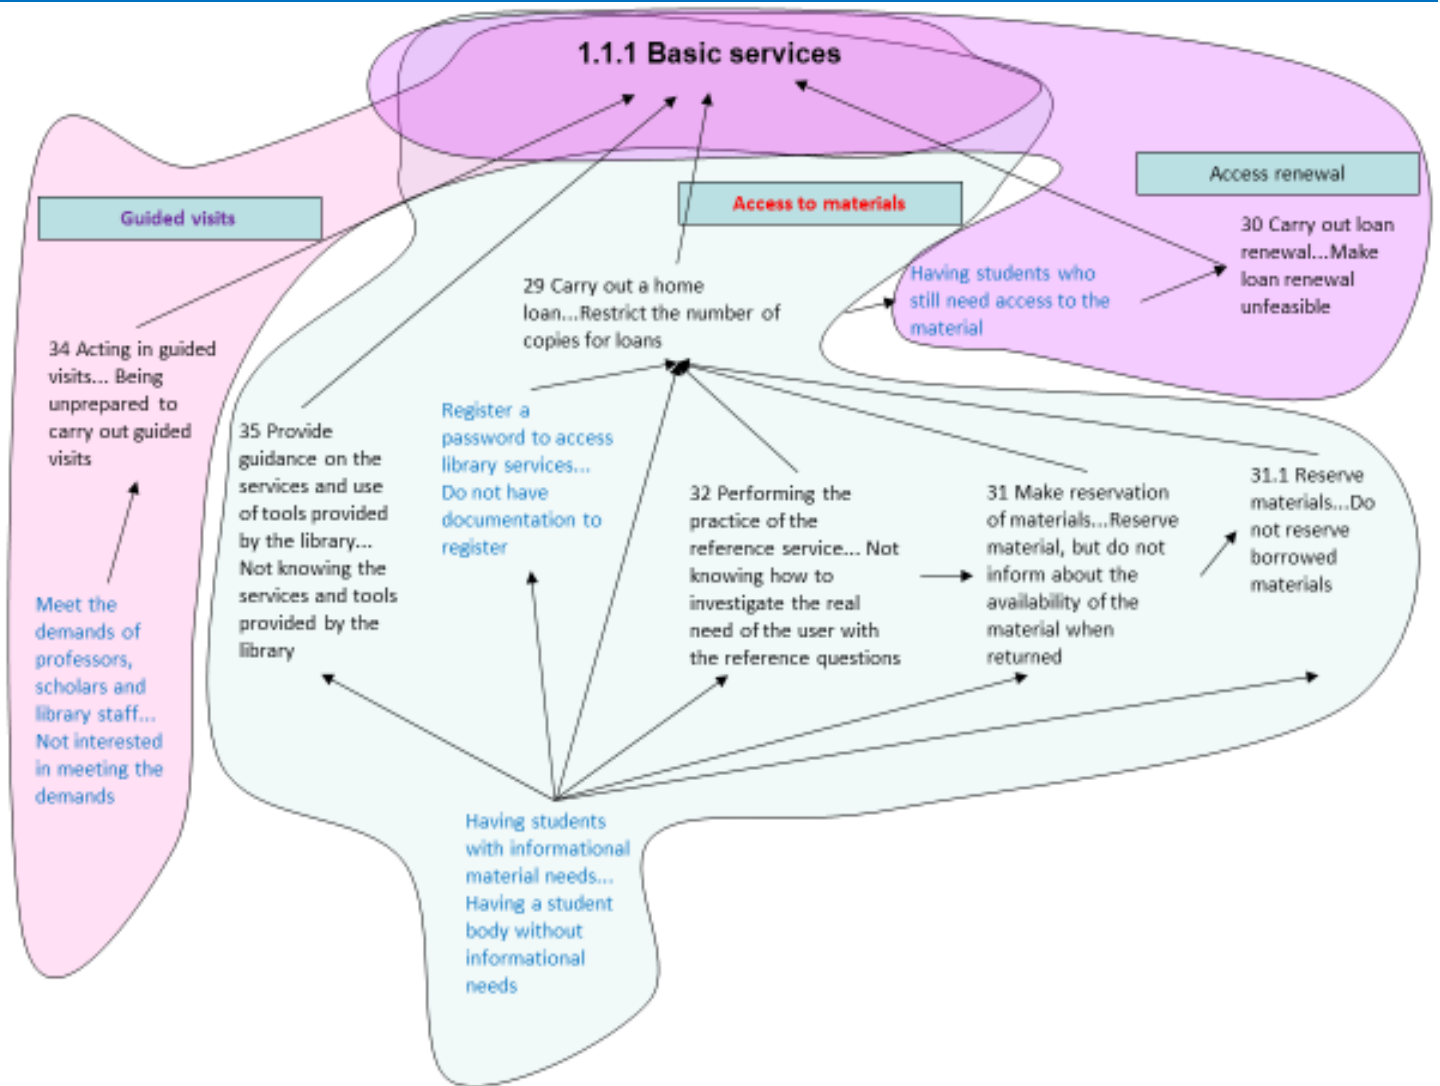 1.1.1 Basic services
Guided visits
Access to materials
Access renewal
30 Carry out loan
renewal...Make
loan renewal
unfeasible
Having students who
still need access to the
material
29 Carry out a home
loan...Restrict the number of
copies for loans
34 Acting in guided
visits... Being
unprepared to
carry out guided
visits
35 Provide
guidance on the
services and use
of tools provided
by the library...
Not knowing the
services and tools
provided by the
library
Register a
password to access
library services...
Do not have
documentation to
register
32 Performing the
practice of the
reference service... Not
knowing how to
investigate the real
need of the user with
the reference questions
31 Make reservation
of materials...Reserve
material, but do not
inform about the
availability of the
material when
returned
31.1 Reserve
materials...Do
not reserve
borrowed
materials
Meet the
demands of
professors,
scholars and
library staff...
Not interested
in meeting the
demands
Having students
with informational
material needs...
Having a student
body without
informational
needs